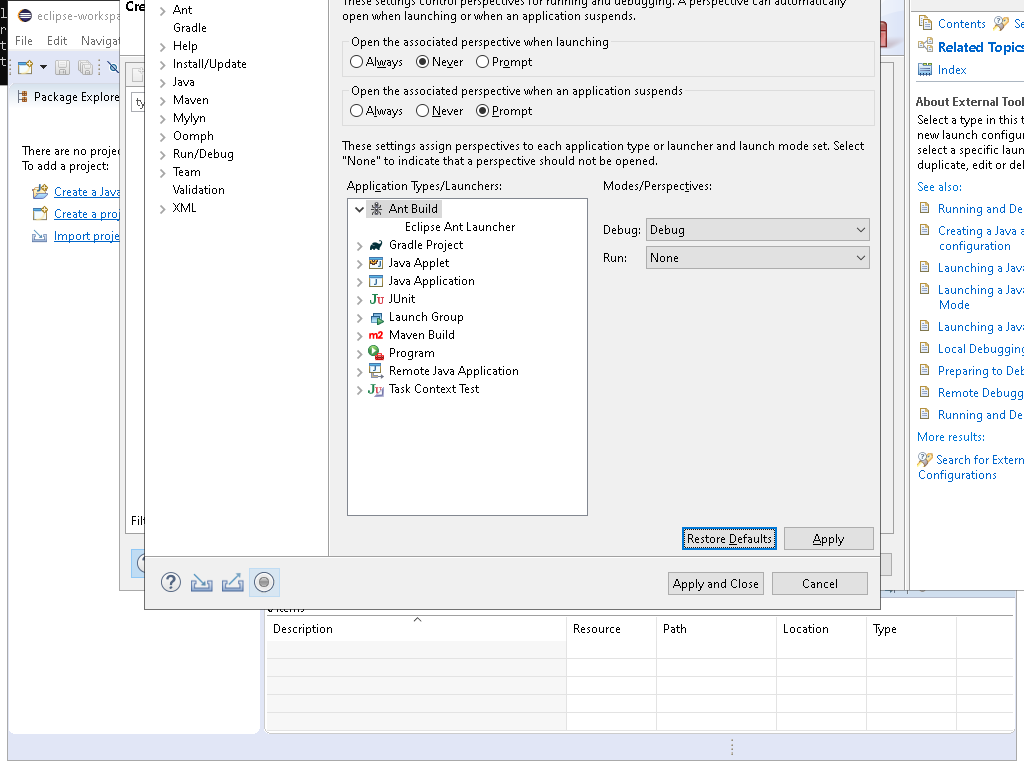 eclipse-workspa
File Edit Navigat
Package Explore
There are no projec
To add a project:
Create a Java
Create a proj
Import proje
Cre
ty
Filt
Ant
Gradle
Help
Install/Update
Java
Maven
Mylyn
Oomph
Run/Debug
Team
Validation
XML
These settings control perspectives for running and debugging. A perspective can automatically
open when launching or when an application suspends.
Open the associated perspective when launching
Always Never Prompt
Open the associated perspective when an application suspends
Always Never Prompt
These settings assign perspectives to each application type or launcher and launch mode set. Select
"None" to indicate that a perspective should not be opened.
Application Types/Launchers:
Modes/Perspectives:
Ant Build
Eclipse Ant Launcher
Gradle Project
Java Applet
Java Application
JUnit
Launch Group
Maven Build
Program
Remote Java Application
Task Context Test
Debug: Debug
Run: None
Restore Defaults Apply
Apply and Close Cancel
Contents Se
Related Topics
Index
About External Tool
Select a type in this t
new launch configur
select a specific laun
duplicate, edit or del
See also:
Running and De
Creating a Java a
configuration
Launching a Java
Launching a Java
Mode
Launching a Java
Local Debugging
Preparing to Deb
Remote Debugg
Running and De
More results:
Search for Extern
Configurations
Description Resource Path Location Type